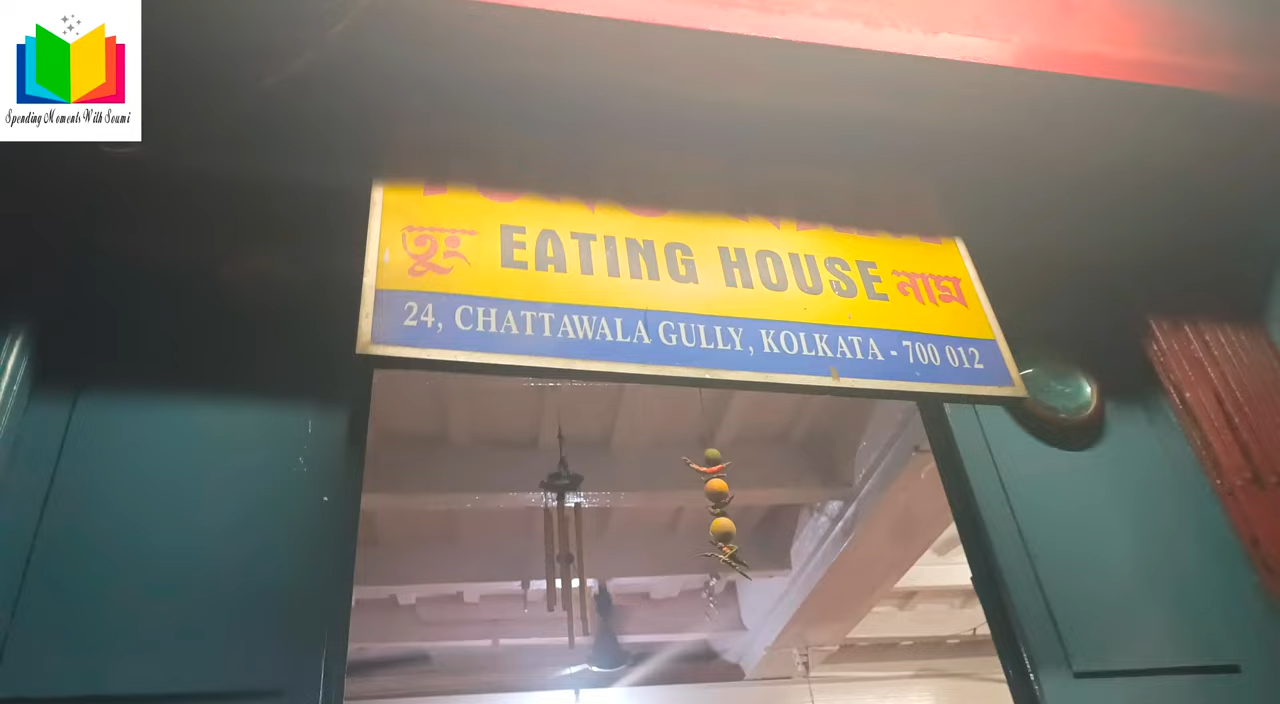 Spending Moments With Soumi
তুং EATING HOUSE নাম
24, CHATTAWALA GULLY, KOLKATA - 700 012